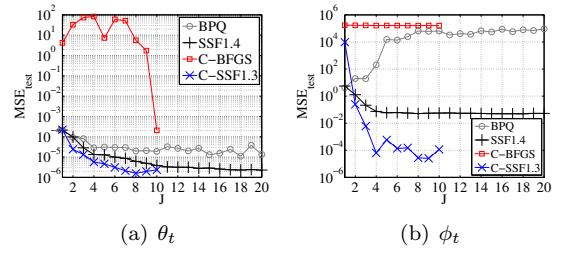 MSE_test
10^2
10^1
10^0
10^-1
10^-2
10^-3
10^-4
10^-5
10^-6
2 4 6 8 10 12 14 16 18 20
J
BPQ
SSF1.4
C-BFGS
C-SSF1.3
(a) θ_t
MSE_test
10^6
10^4
10^2
10^0
10^-2
10^-4
10^-6
2 4 6 8 10 12 14 16 18 20
J
BPQ
SSF1.4
C-BFGS
C-SSF1.3
(b) ϕ_t